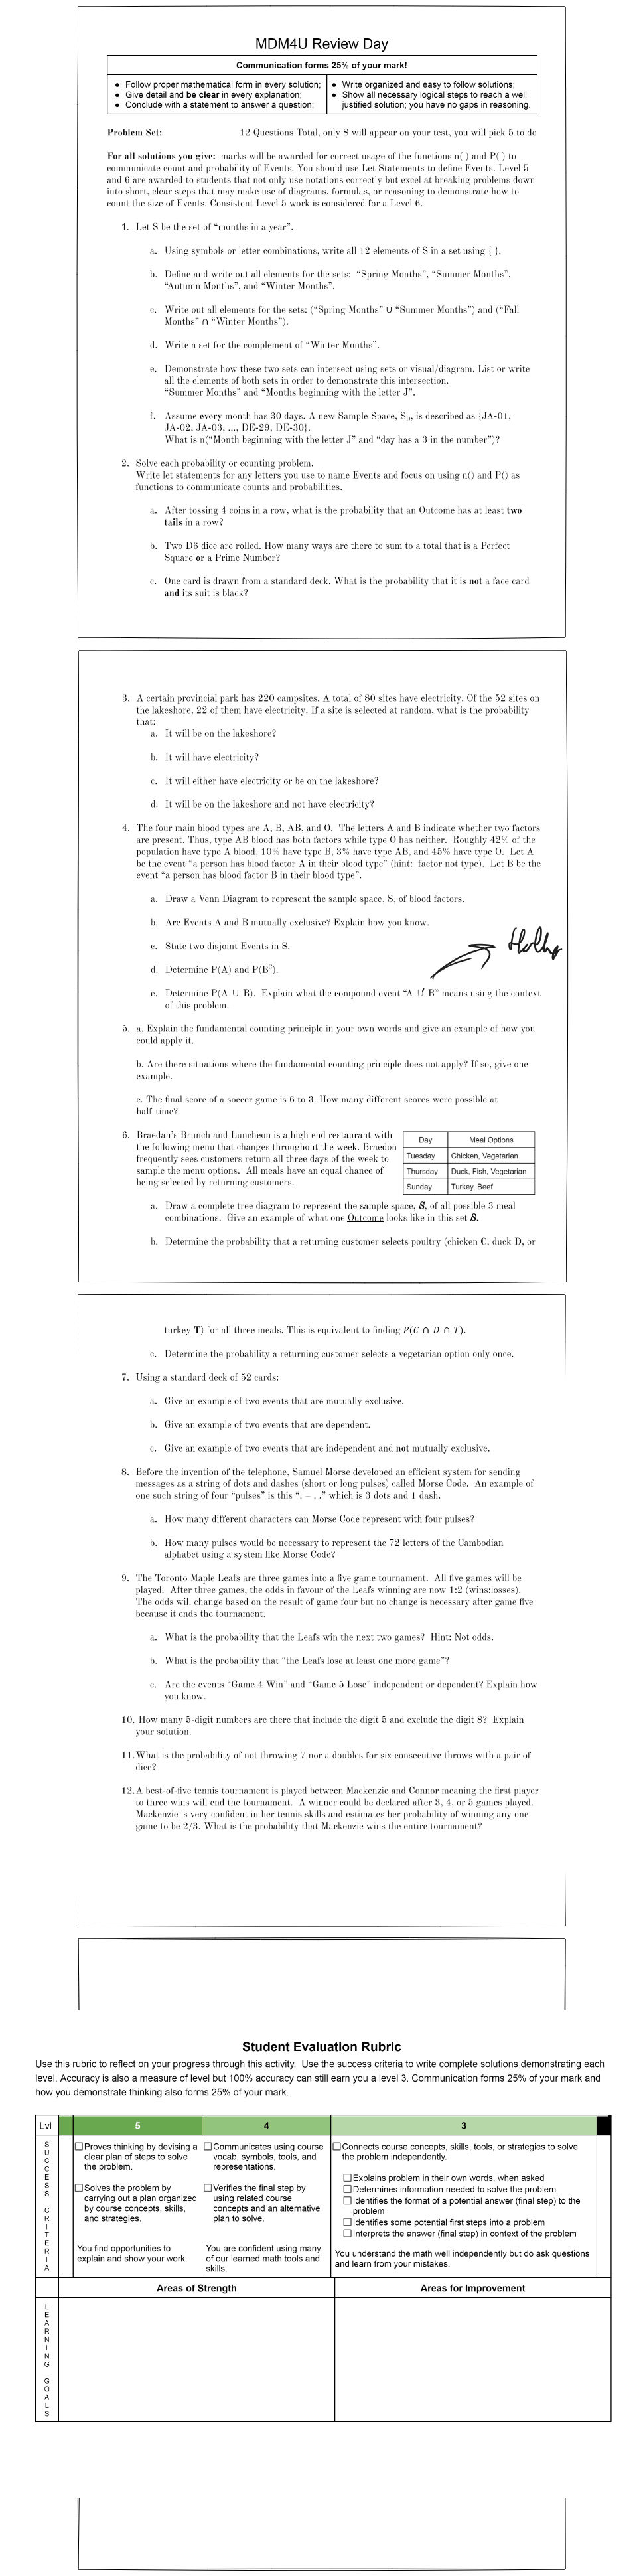 MDM4U Review Day
Communication forms 25% of your mark!
● Follow proper mathematical form in every solution;
● Give detail and be clear in every explanation;
● Conclude with a statement to answer a question;
● Write organized and easy to follow solutions;
● Show all necessary logical steps to reach a well
justified solution; you have no gaps in reasoning.
Problem Set: 12 Questions Total, only 8 will appear on your test, you will pick 5 to do
For all solutions you give: marks will be awarded for correct usage of the functions n( ) and P( ) to
communicate count and probability of Events. You should use Let Statements to define Events. Level 5
and 6 are awarded to students that not only use notations correctly but excel at breaking problems down
into short, clear steps that may make use of diagrams, formulas, or reasoning to demonstrate how to
count the size of Events. Consistent Level 5 work is considered for a Level 6.
1. Let S be the set of “months in a year”.
a. Using symbols or letter combinations, write all 12 elements of S in a set using { }.
b. Define and write out all elements for the sets: “Spring Months”, “Summer Months”,
“Autumn Months”, and “Winter Months”.
c. Write out all elements for the sets: (“Spring Months” ∪ “Summer Months”) and (“Fall
Months” ∩ “Winter Months”).
d. Write a set for the complement of “Winter Months”.
e. Demonstrate how these two sets can intersect using sets or visual/diagram. List or write
all the elements of both sets in order to demonstrate this intersection.
“Summer Months” and “Months beginning with the letter J”.
f. Assume every month has 30 days. A new Sample Space, S_D, is described as {JA-01,
JA-02, JA-03, ..., DE-29, DE-30}.
What is n(“Month beginning with the letter J” and “day has a 3 in the number”)?
2. Solve each probability or counting problem.
Write let statements for any letters you use to name Events and focus on using n() and P() as
functions to communicate counts and probabilities.
a. After tossing 4 coins in a row, what is the probability that an Outcome has at least two
tails in a row?
b. Two D6 dice are rolled. How many ways are there to sum to a total that is a Perfect
Square or a Prime Number?
c. One card is drawn from a standard deck. What is the probability that it is not a face card
and its suit is black?
3. A certain provincial park has 220 campsites. A total of 80 sites have electricity. Of the 52 sites on
the lakeshore, 22 of them have electricity. If a site is selected at random, what is the probability
that:
a. It will be on the lakeshore?
b. It will have electricity?
c. It will either have electricity or be on the lakeshore?
d. It will be on the lakeshore and not have electricity?
4. The four main blood types are A, B, AB, and O. The letters A and B indicate whether two factors
are present. Thus, type AB blood has both factors while type O has neither. Roughly 42% of the
population have type A blood, 10% have type B, 3% have type AB, and 45% have type O. Let A
be the event “a person has blood factor A in their blood type” (hint: factor not type). Let B be the
event “a person has blood factor B in their blood type”.
a. Draw a Venn Diagram to represent the sample space, S, of blood factors.
b. Are Events A and B mutually exclusive? Explain how you know.
c. State two disjoint Events in S.
d. Determine P(A) and P(B^C).
e. Determine P(A ∪ B). Explain what the compound event “A ∪ B” means using the context
of this problem.
5. a. Explain the fundamental counting principle in your own words and give an example of how you
could apply it.
b. Are there situations where the fundamental counting principle does not apply? If so, give one
example.
c. The final score of a soccer game is 6 to 3. How many different scores were possible at
half-time?
6. Braedan's Brunch and Luncheon is a high end restaurant with
the following menu that changes throughout the week. Braedon
frequently sees customers return all three days of the week to
sample the menu options. All meals have an equal chance of
being selected by returning customers.
Day Meal Options
Tuesday Chicken, Vegetarian
Thursday Duck, Fish, Vegetarian
Sunday Turkey, Beef
a. Draw a complete tree diagram to represent the sample space, S, of all possible 3 meal
combinations. Give an example of what one Outcome looks like in this set S.
b. Determine the probability that a returning customer selects poultry (chicken C, duck D, or
turkey T) for all three meals. This is equivalent to finding P(C ∩ D ∩ T).
c. Determine the probability a returning customer selects a vegetarian option only once.
7. Using a standard deck of 52 cards:
a. Give an example of two events that are mutually exclusive.
b. Give an example of two events that are dependent.
c. Give an example of two events that are independent and not mutually exclusive.
8. Before the invention of the telephone, Samuel Morse developed an efficient system for sending
messages as a string of dots and dashes (short or long pulses) called Morse Code. An example of
one such string of four “pulses” is this “. – . .” which is 3 dots and 1 dash.
a. How many different characters can Morse Code represent with four pulses?
b. How many pulses would be necessary to represent the 72 letters of the Cambodian
alphabet using a system like Morse Code?
9. The Toronto Maple Leafs are three games into a five game tournament. All five games will be
played. After three games, the odds in favour of the Leafs winning are now 1:2 (wins:losses).
The odds will change based on the result of game four but no change is necessary after game five
because it ends the tournament.
a. What is the probability that the Leafs win the next two games? Hint: Not odds.
b. What is the probability that “the Leafs lose at least one more game”?
c. Are the events “Game 4 Win” and “Game 5 Lose” independent or dependent? Explain how
you know.
10. How many 5-digit numbers are there that include the digit 5 and exclude the digit 8? Explain
your solution.
11. What is the probability of not throwing 7 nor a doubles for six consecutive throws with a pair of
dice?
12. A best-of-five tennis tournament is played between Mackenzie and Connor meaning the first player
to three wins will end the tournament. A winner could be declared after 3, 4, or 5 games played.
Mackenzie is very confident in her tennis skills and estimates her probability of winning any one
game to be 2/3. What is the probability that Mackenzie wins the entire tournament?
Student Evaluation Rubric
Use this rubric to reflect on your progress through this activity. Use the success criteria to write complete solutions demonstrating each
level. Accuracy is also a measure of level but 100% accuracy can still earn you a level 3. Communication forms 25% of your mark and
how you demonstrate thinking also forms 25% of your mark.
Lvl 5 4 3
SUCCESS CRITERIA
Proves thinking by devising a
clear plan of steps to solve
the problem.
Solves the problem by
carrying out a plan organized
by course concepts, skills,
and strategies.
You find opportunities to
explain and show your work.
Communicates using course
vocab, symbols, tools, and
representations.
Verifies the final step by
using related course
concepts and an alternative
plan to solve.
You are confident using many
of our learned math tools and
skills.
Connects course concepts, skills, tools, or strategies to solve
the problem independently.
Explains problem in their own words, when asked
Determines information needed to solve the problem
Identifies the format of a potential answer (final step) to the
problem
Identifies some potential first steps into a problem
Interprets the answer (final step) in context of the problem
You understand the math well independently but do ask questions
and learn from your mistakes.
Areas of Strength Areas for Improvement
LEARNING GOALS